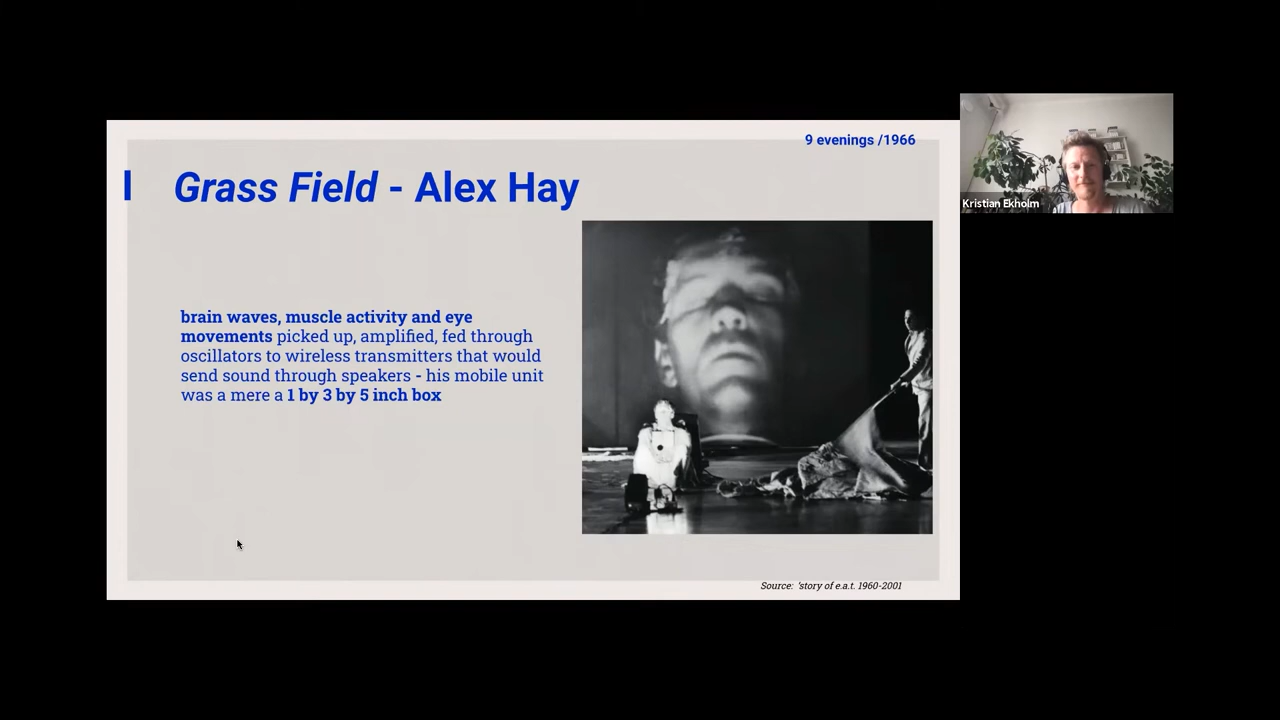 9 evenings /1966
Grass Field - Alex Hay
brain waves, muscle activity and eye
movements picked up, amplified, fed through
oscillators to wireless transmitters that would
send sound through speakers - his mobile unit
was a mere a 1 by 3 by 5 inch box
Source: 'story of e.a.t. 1960-2001
Kristian Ekholm